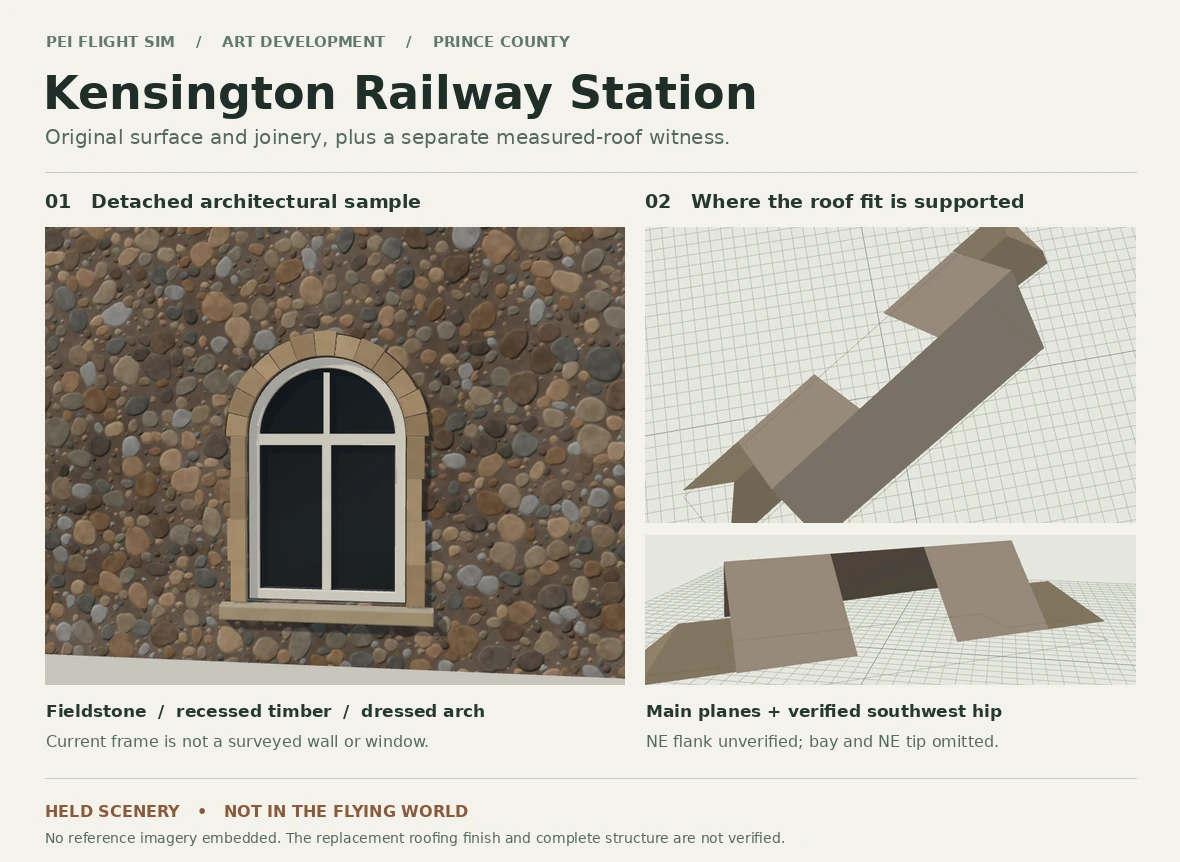 PEI FLIGHT SIM / ART DEVELOPMENT / PRINCE COUNTY
Kensington Railway Station
Original surface and joinery, plus a separate measured-roof witness.
01 Detached architectural sample
02 Where the roof fit is supported
Fieldstone / recessed timber / dressed arch
Current frame is not a surveyed wall or window.
Main planes + verified southwest hip
NE flank unverified; bay and NE tip omitted.
HELD SCENERY • NOT IN THE FLYING WORLD
No reference imagery embedded. The replacement roofing finish and complete structure are not verified.